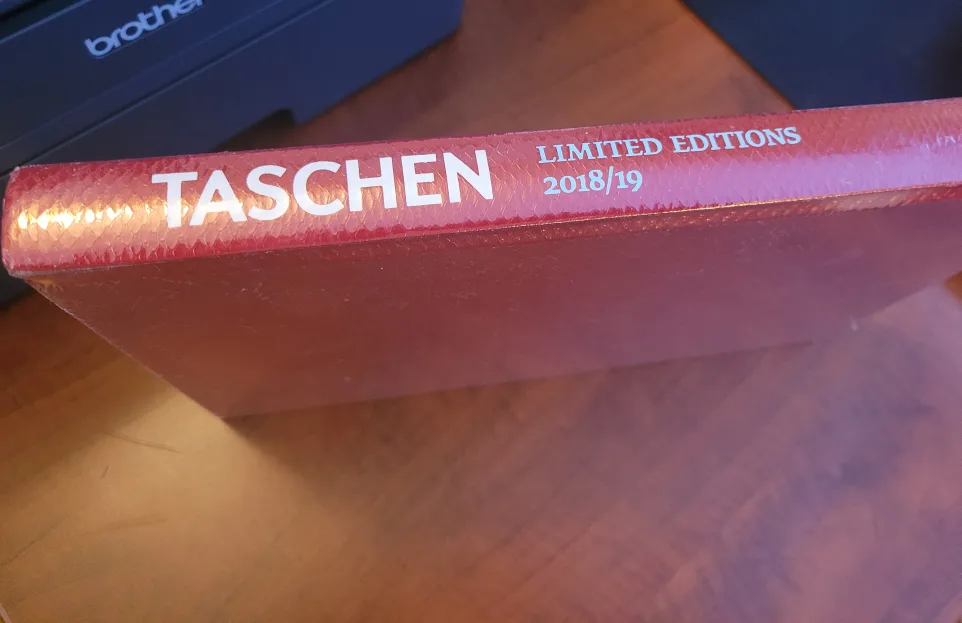 brother
TASCHEN
LIMITED EDITIONS
2018/19